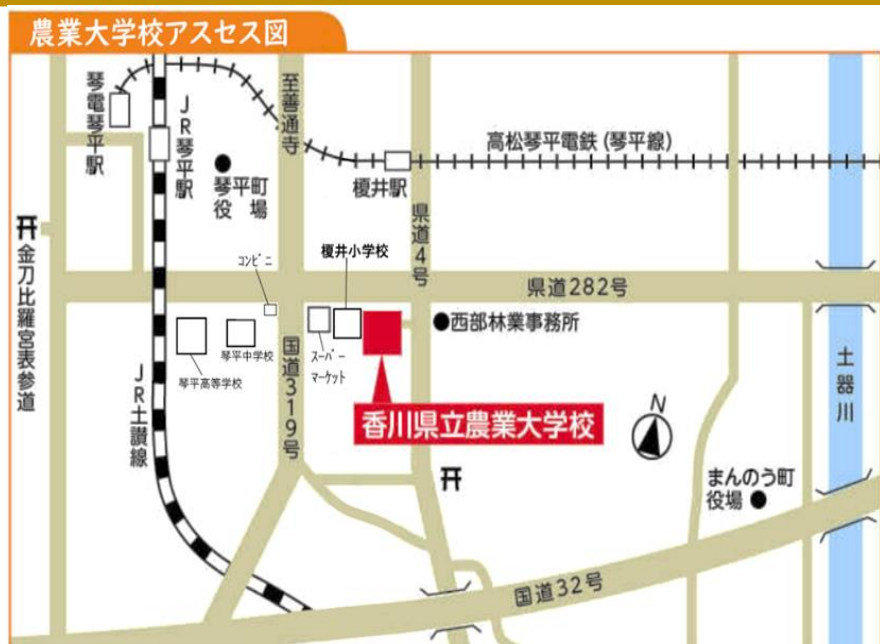 農業大学校アスセス図
琴電琴平駅
JR琴平駅
琴平町
役 場
至善通寺
高松琴平電鉄(琴平線)
榎井駅
県道4号
金刀比羅宮表参道
コンビニ
榎井小学校
県道282号
西部林業事務所
琴平高等学校
琴平中学校
スーパー
マーケット
国道319号
香川県立農業大学校
JR土讃線
N
土器川
まんのう町
役場
国道32号